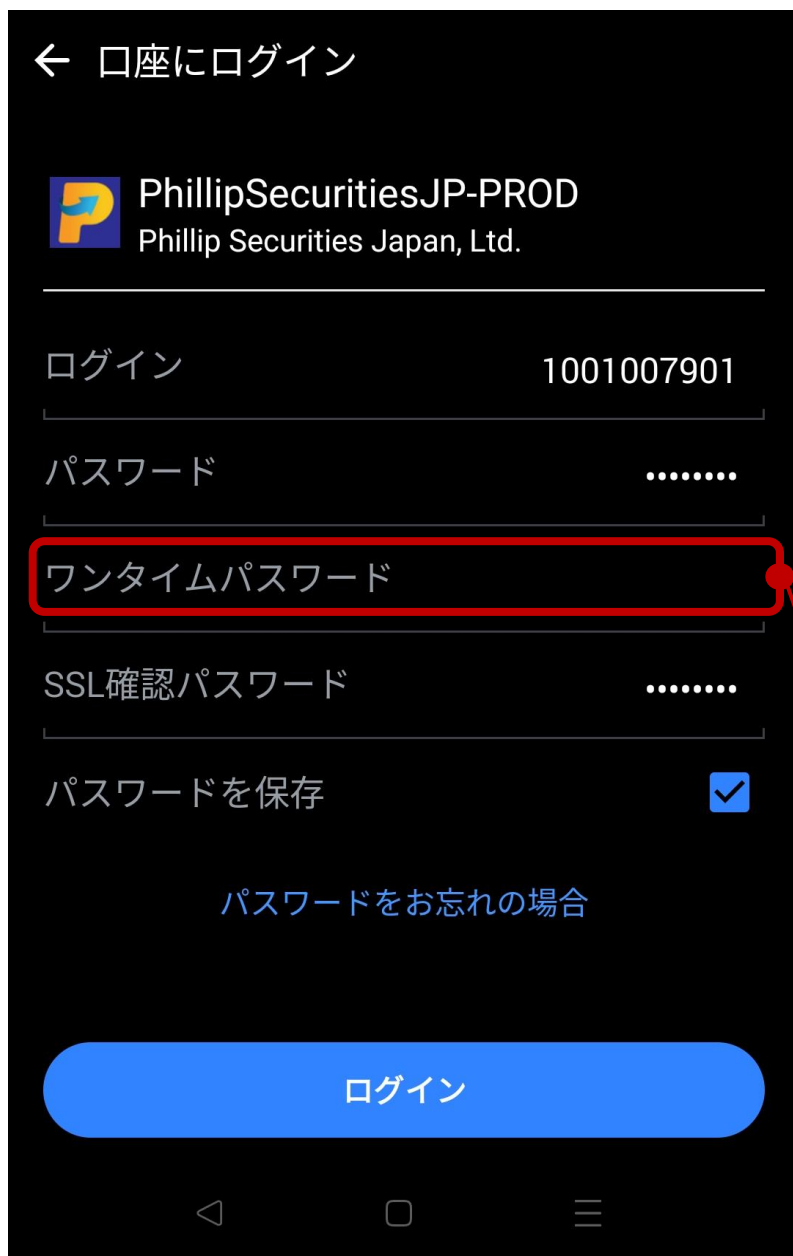 口座にログイン
PhillipSecuritiesJP-PROD
Phillip Securities Japan, Ltd.
ログイン 1001007901
パスワード ••••••••
ワンタイムパスワード
SSL確認パスワード ••••••••
パスワードを保存
パスワードをお忘れの場合
ログイン